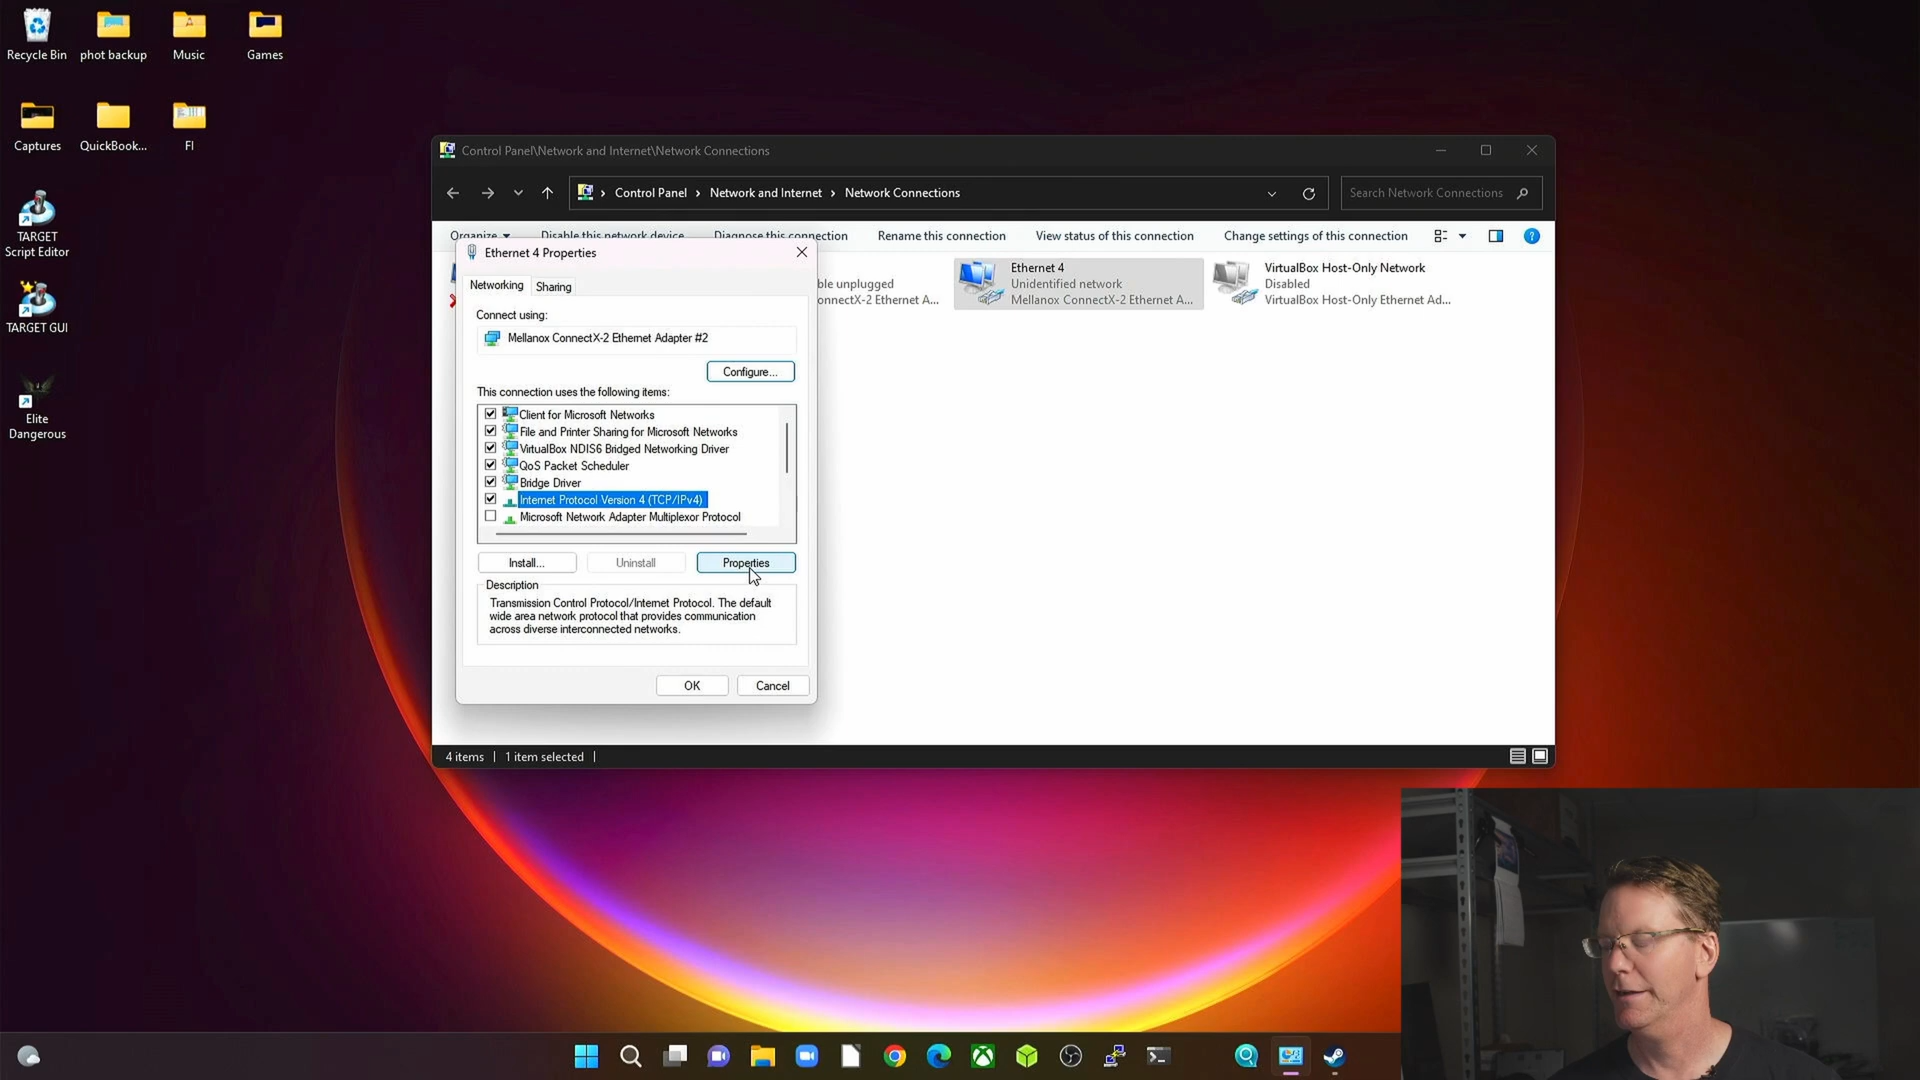 Recycle Bin
phot backup
Music
Games
Captures
QuickBook...
FI
TARGET
Script Editor
TARGET GUI
Elite
Dangerous
Control Panel\Network and Internet\Network Connections
Control Panel
Network and Internet
Network Connections
Search Network Connections
Organize
Disable this network device
Diagnose this connection
Rename this connection
View status of this connection
Change settings of this connection
ble unplugged
onnectX-2 Ethernet A...
Ethernet 4
Unidentified network
Mellanox ConnectX-2 Ethernet A...
VirtualBox Host-Only Network
Disabled
VirtualBox Host-Only Ethernet Ad...
Ethernet 4 Properties
Networking
Sharing
Connect using:
Mellanox ConnectX-2 Ethernet Adapter #2
Configure...
This connection uses the following items:
Client for Microsoft Networks
File and Printer Sharing for Microsoft Networks
VirtualBox NDIS6 Bridged Networking Driver
QoS Packet Scheduler
Bridge Driver
Internet Protocol Version 4 (TCP/IPv4)
Microsoft Network Adapter Multiplexor Protocol
Install...
Uninstall
Properties
Description
Transmission Control Protocol/Internet Protocol. The default
wide area network protocol that provides communication
across diverse interconnected networks.
OK
Cancel
4 items
1 item selected